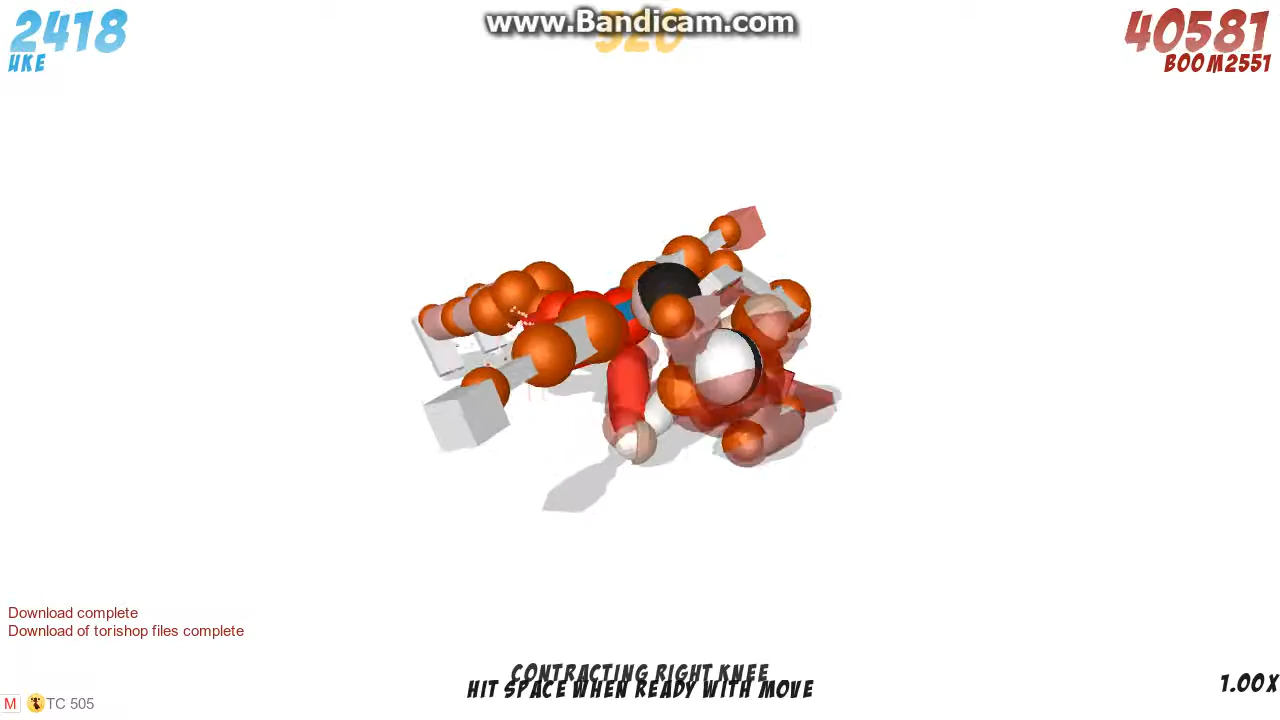 2418
UKE
www.Bandicam.com
520
40581
BOOM2551
Download complete
Download of torishop files complete
CONTRACTING RIGHT KNEE
HIT SPACE WHEN READY WITH MOVE
M
TC 505
1.00X